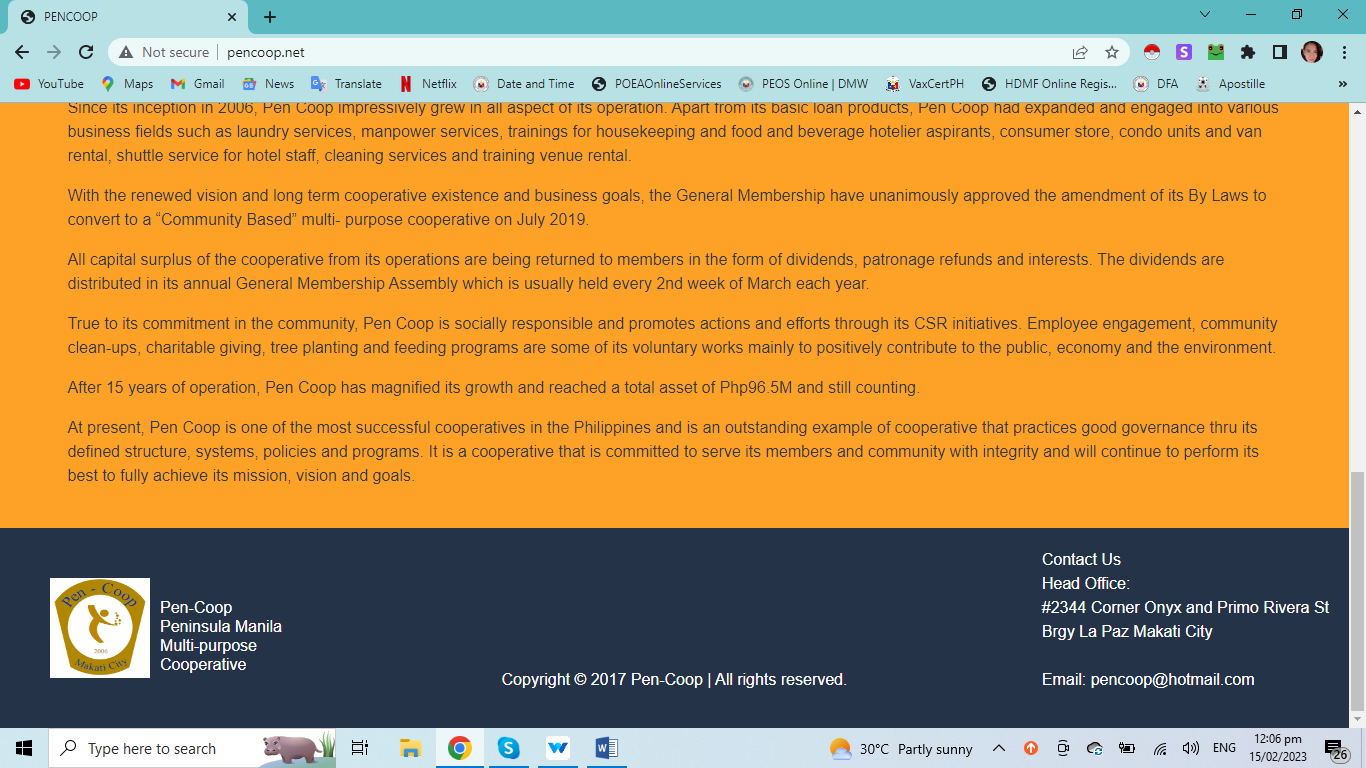 PENCOOP
Not secure
pencoop.net
S
YouTube
Maps
Gmail
News
Translate
Netflix
Date and Time
POEAOnlineServices
PEOS Online | DMW
VaxCertPH
HDMF Online Regis...
DFA
Apostille
»
Since its inception in 2006, Pen Coop impressively grew in all aspect of its operation. Apart from its basic loan products, Pen Coop had expanded and engaged into various
business fields such as laundry services, manpower services, trainings for housekeeping and food and beverage hotelier aspirants, consumer store, condo units and van
rental, shuttle service for hotel staff, cleaning services and training venue rental.
With the renewed vision and long term cooperative existence and business goals, the General Membership have unanimously approved the amendment of its By Laws to
convert to a “Community Based” multi- purpose cooperative on July 2019.
All capital surplus of the cooperative from its operations are being returned to members in the form of dividends, patronage refunds and interests. The dividends are
distributed in its annual General Membership Assembly which is usually held every 2nd week of March each year.
True to its commitment in the community, Pen Coop is socially responsible and promotes actions and efforts through its CSR initiatives. Employee engagement, community
clean-ups, charitable giving, tree planting and feeding programs are some of its voluntary works mainly to positively contribute to the public, economy and the environment.
After 15 years of operation, Pen Coop has magnified its growth and reached a total asset of Php96.5M and still counting.
At present, Pen Coop is one of the most successful cooperatives in the Philippines and is an outstanding example of cooperative that practices good governance thru its
defined structure, systems, policies and programs. It is a cooperative that is committed to serve its members and community with integrity and will continue to perform its
best to fully achieve its mission, vision and goals.
Pen - Coop
2006
Makati City
Pen-Coop
Peninsula Manila
Multi-purpose
Cooperative
Copyright © 2017 Pen-Coop | All rights reserved.
Contact Us
Head Office:
#2344 Corner Onyx and Primo Rivera St
Brgy La Paz Makati City
Email: pencoop@hotmail.com
Type here to search
30°C Partly sunny
ENG
12:06 pm
15/02/2023
26